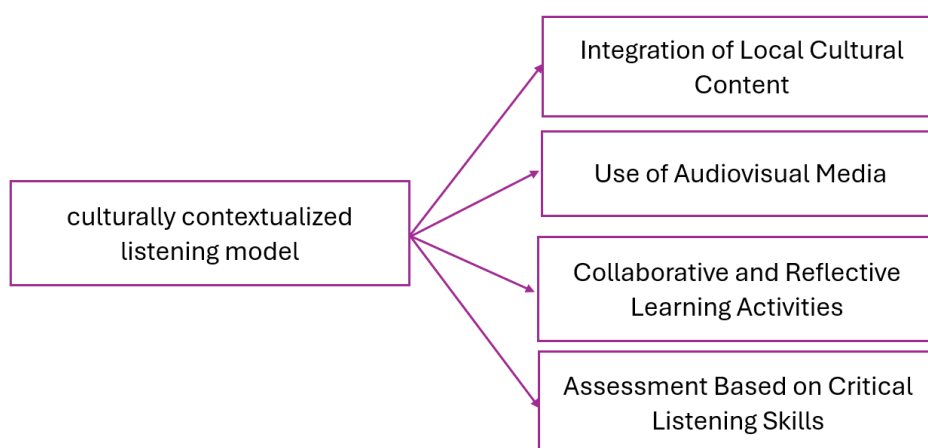 Integration of Local Cultural
Content
Use of Audiovisual Media
culturally contextualized
listening model
Collaborative and Reflective
Learning Activities
Assessment Based on Critical
Listening Skills